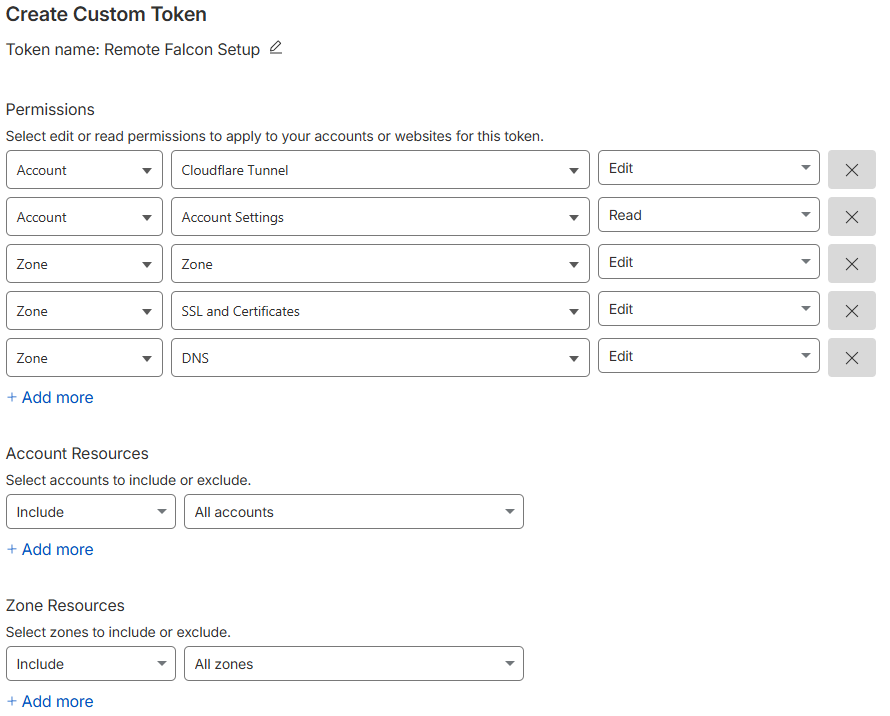 Create Custom Token
Token name: Remote Falcon Setup
Permissions
Select edit or read permissions to apply to your accounts or websites for this token.
Account Cloudflare Tunnel Edit
Account Account Settings Read
Zone Zone Edit
Zone SSL and Certificates Edit
Zone DNS Edit
+ Add more
Account Resources
Select accounts to include or exclude.
Include All accounts
+ Add more
Zone Resources
Select zones to include or exclude.
Include All zones
+ Add more